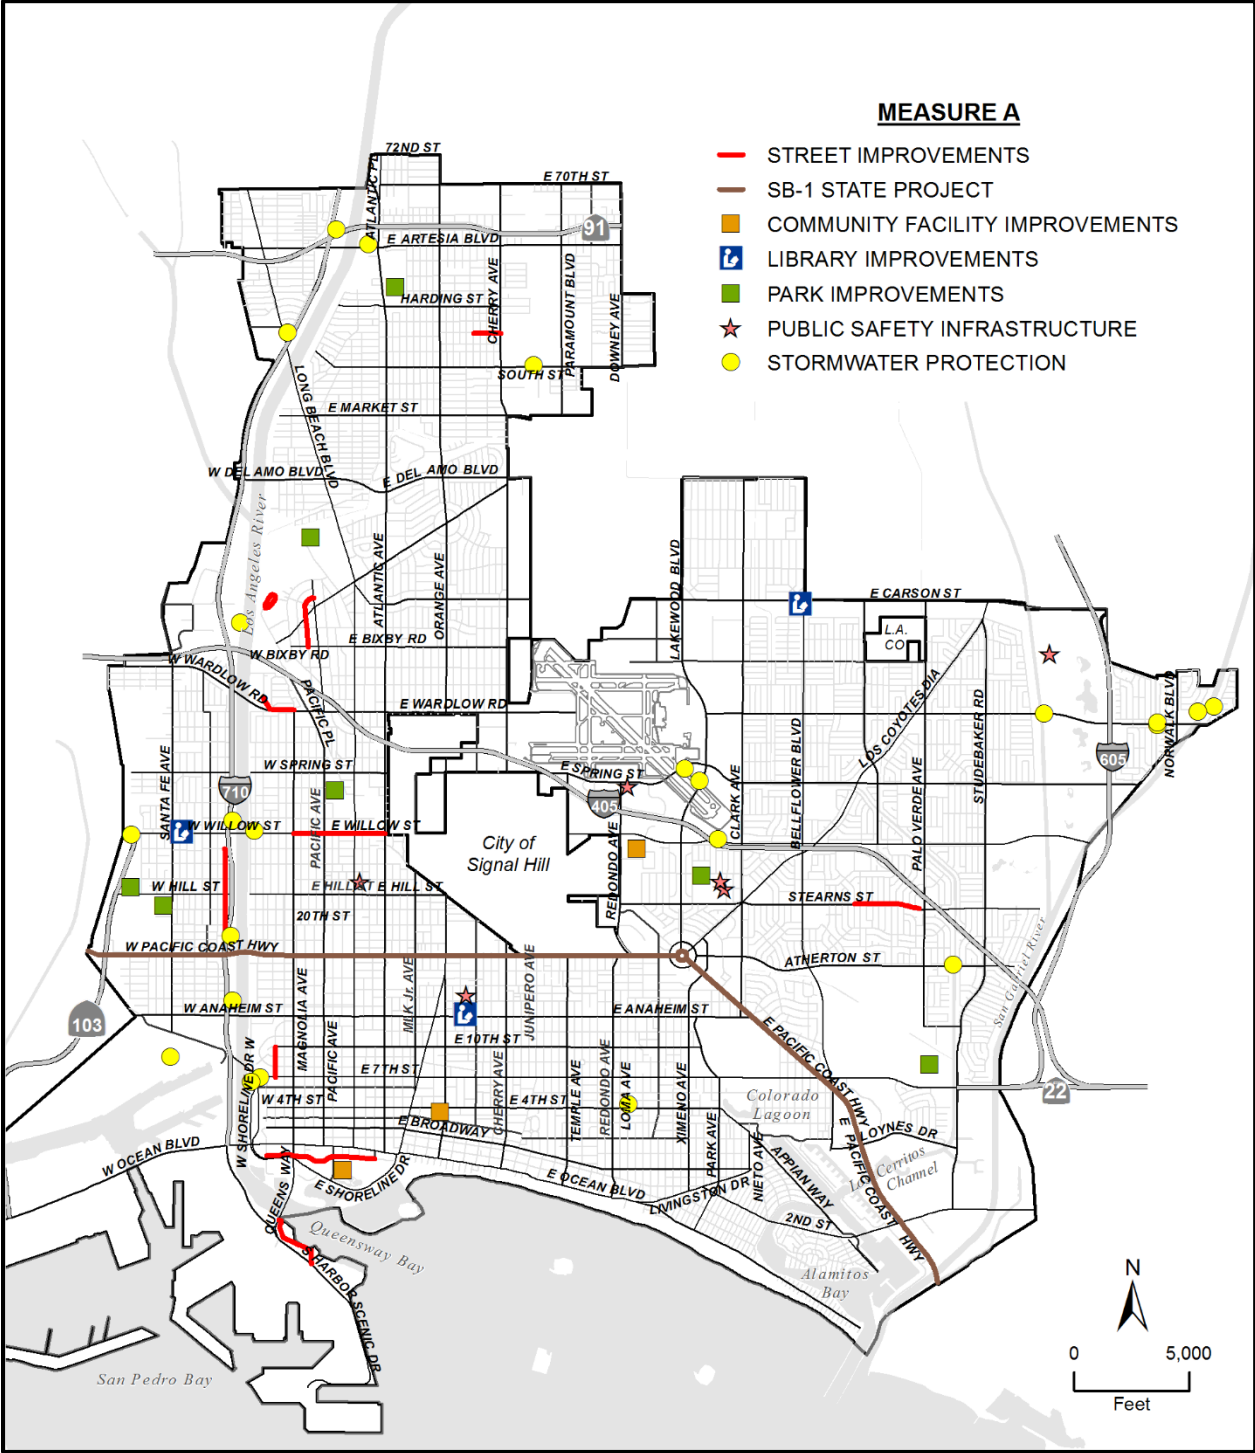 MEASURE A
STREET IMPROVEMENTS
SB-1 STATE PROJECT
COMMUNITY FACILITY IMPROVEMENTS
LIBRARY IMPROVEMENTS
PARK IMPROVEMENTS
PUBLIC SAFETY INFRASTRUCTURE
STORMWATER PROTECTION
72ND ST
ATLANTIC PL
E 70TH ST
91
E ARTESIA BLVD
HARDING ST
CHERRY AVE
PARAMOUNT BLVD
DOWNEY AVE
SOUTH ST
LONG BEACH BLVD
E MARKET ST
W DEL AMO BLVD
E DEL AMO BLVD
Los Angeles River
ATLANTIC AVE
ORANGE AVE
LAKEWOOD BLVD
E CARSON ST
L.A.
CO
E BIXBY RD
W BIXBY RD
W WARDLOW RD
PACIFIC PL
E WARDLOW RD
LOS COYOTES DIA
STUDEBAKER RD
NORWALK BLVD
SANTA FE AVE
W SPRING ST
E SPRING ST
710
405
605
CLARK AVE
BELLFLOWER BLVD
PALO VERDE AVE
W WILLOW ST
PACIFIC AVE
E WILLOW ST
City of
Signal Hill
REDONDO AVE
W HILL ST
E HILL ST
E HILL ST
STEARNS ST
20TH ST
W PACIFIC COAST HWY
ATHERTON ST
San Gabriel River
MAGNOLIA AVE
PACIFIC AVE
MLK Jr. AVE
JUNIPERO AVE
W ANAHEIM ST
E ANAHEIM ST
103
E PACIFIC COAST HWY
E 10TH ST
W SHORELINE DR W
E 7TH ST
CHERRY AVE
TEMPLE AVE
REDONDO AVE
LOMA AVE
XIMENO AVE
22
W 4TH ST
E 4TH ST
Colorado
Lagoon
E BROADWAY
PARK AVE
NIETO AVE
APPIAN WAY
LOYNES DR
E PACIFIC COAST HWY
Los Cerritos
Channel
W OCEAN BLVD
QUEENS WAY
E SHORELINE DR
E OCEAN BLVD
LIVINGSTON DR
2ND ST
Queensway Bay
S HARBOR SCENIC DR
Alamitos
Bay
San Pedro Bay
N
0 5,000
Feet